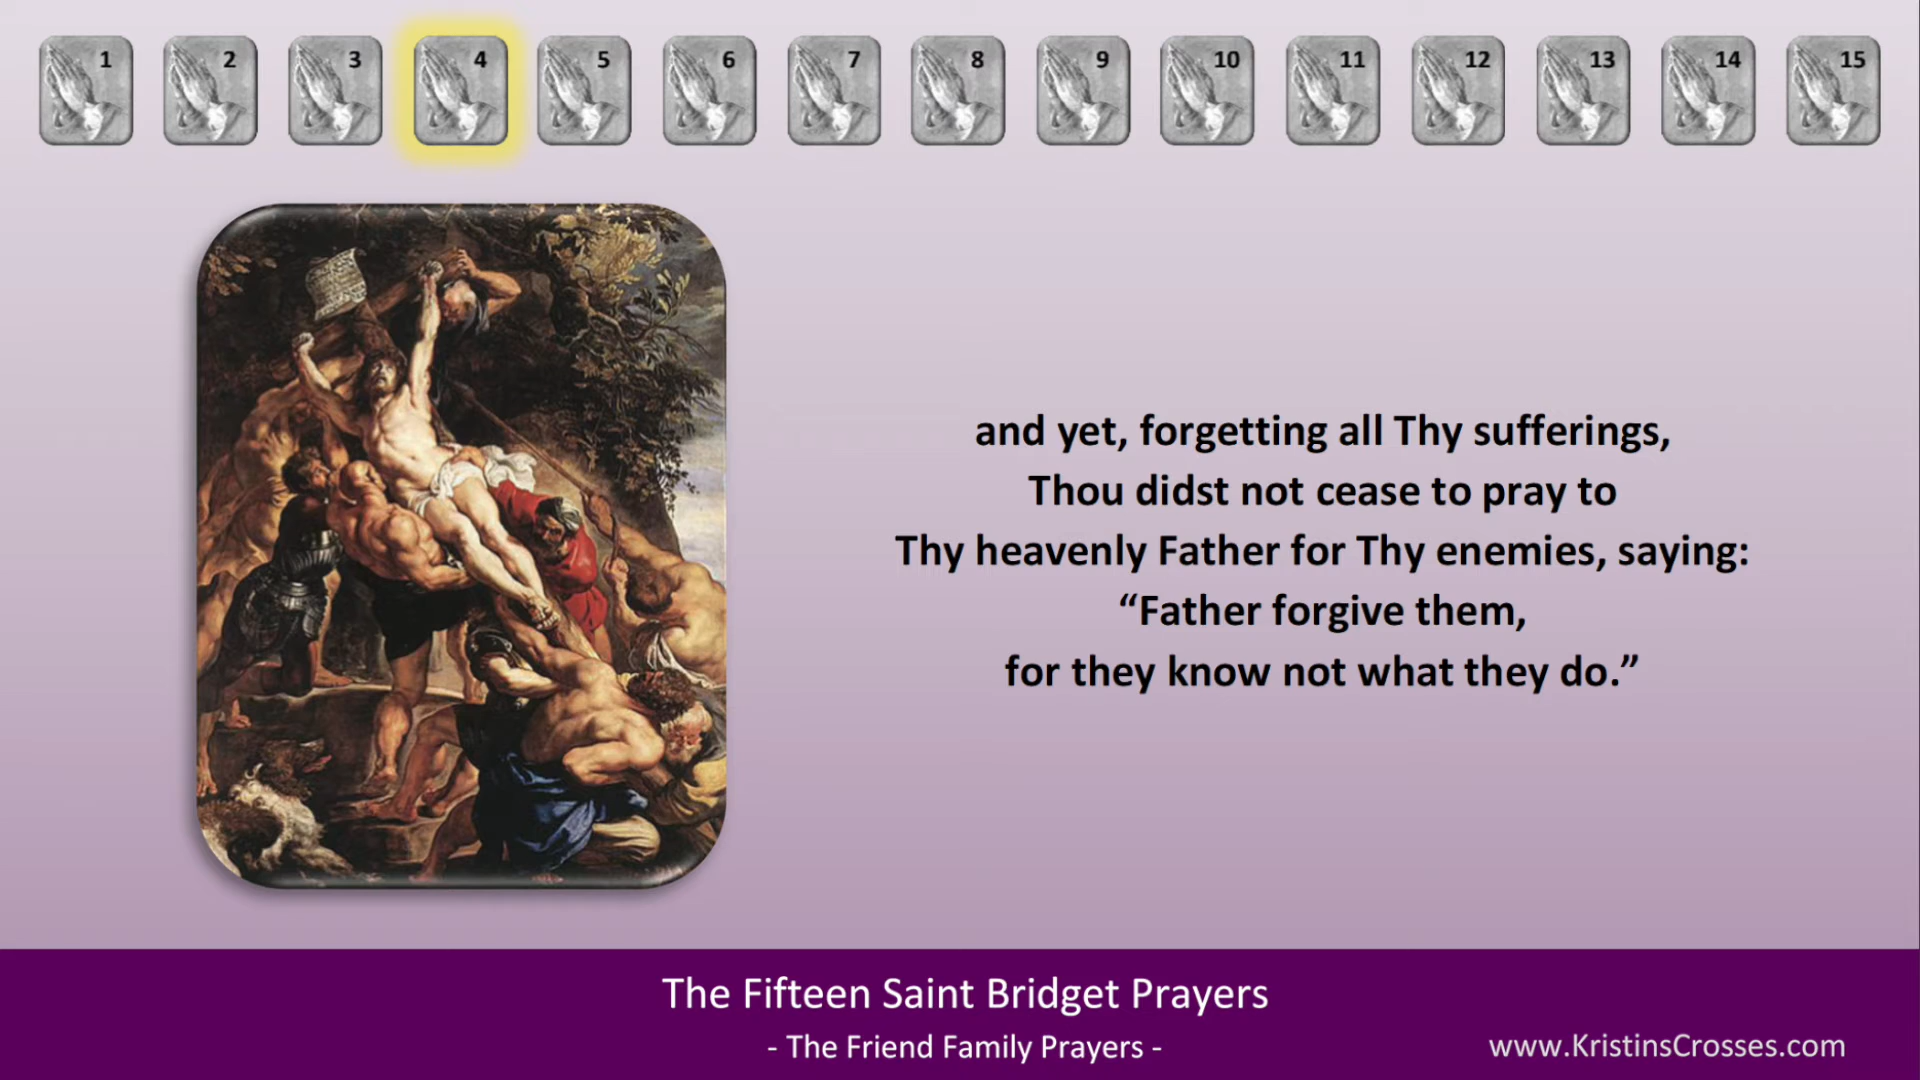 1 2 3 4 5 6 7 8 9 10 11 12 13 14 15
and yet, forgetting all Thy sufferings,
Thou didst not cease to pray to
Thy heavenly Father for Thy enemies, saying:
“Father forgive them,
for they know not what they do.”
The Fifteen Saint Bridget Prayers
- The Friend Family Prayers -
www.KristinsCrosses.com